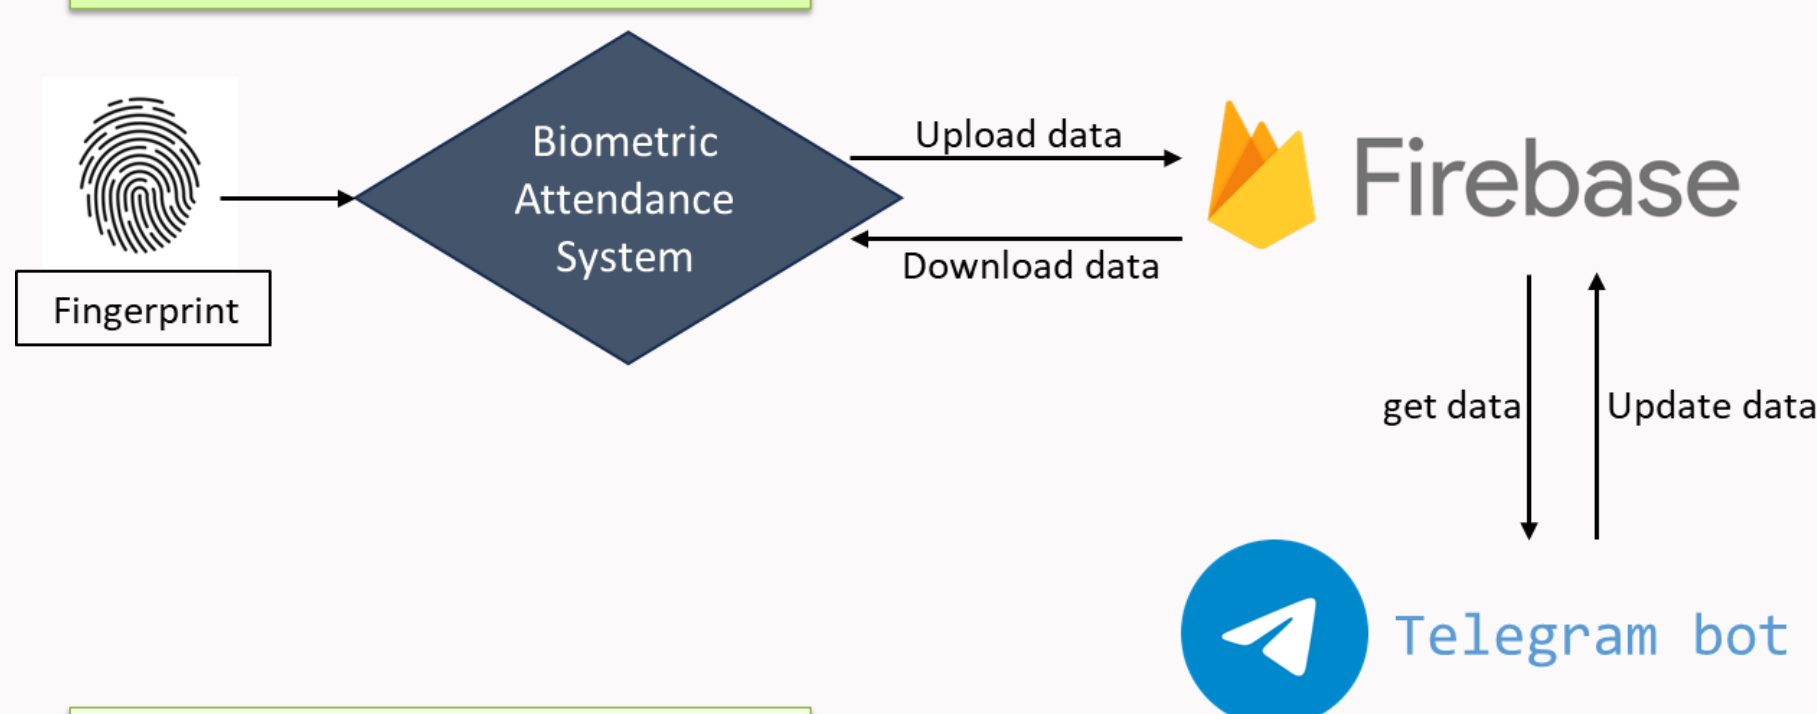 Biometric
Attendance
System
Upload data
Firebase
Download data
Fingerprint
get data
Update data
Telegram bot